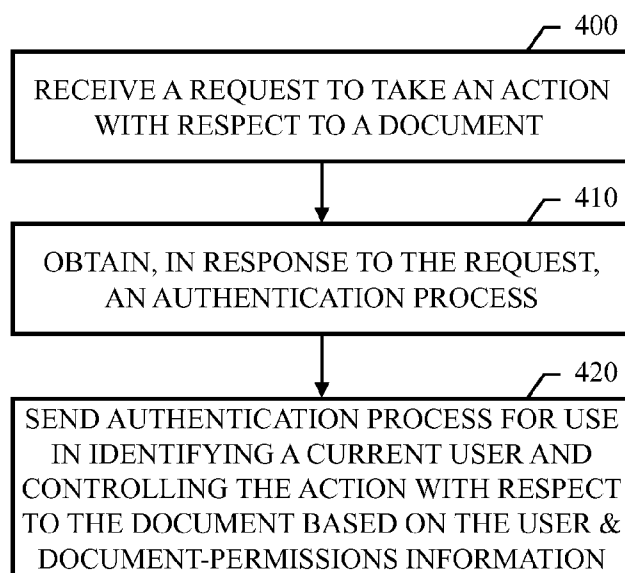 400
RECEIVE A REQUEST TO TAKE AN ACTION
WITH RESPECT TO A DOCUMENT
410
OBTAIN, IN RESPONSE TO THE REQUEST,
AN AUTHENTICATION PROCESS
420
SEND AUTHENTICATION PROCESS FOR USE
IN IDENTIFYING A CURRENT USER AND
CONTROLLING THE ACTION WITH RESPECT
TO THE DOCUMENT BASED ON THE USER &
DOCUMENT-PERMISSIONS INFORMATION